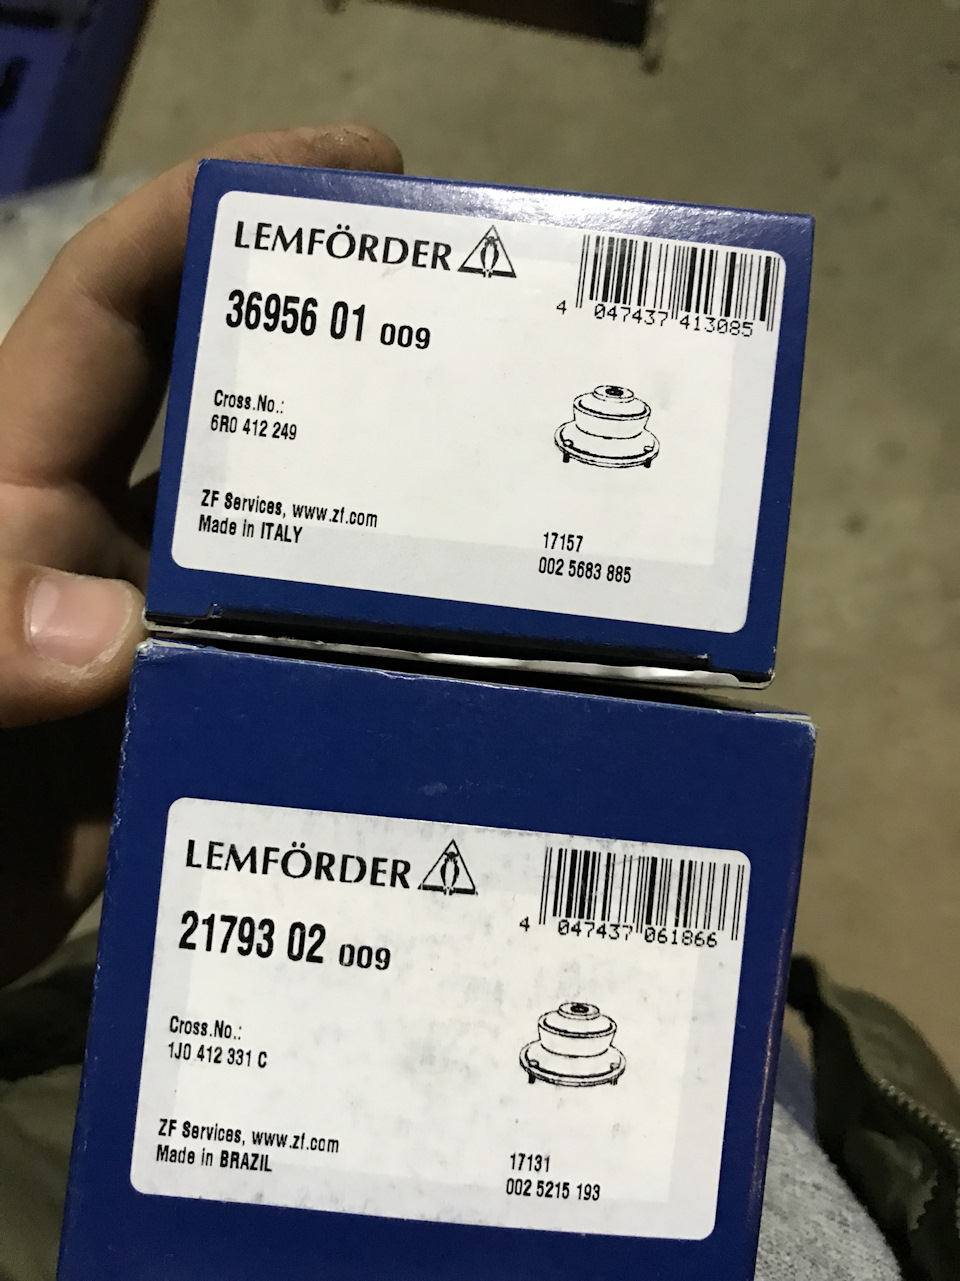 LEMFÖRDER
4 047437 413085
36956 01 009
Cross.No.:
6R0 412 249
ZF Services, www.zf.com
Made in ITALY
17157
002 5683 885
LEMFÖRDER
4 047437 061866
21793 02 009
Cross.No.:
1J0 412 331 C
ZF Services, www.zf.com
Made in BRAZIL
17131
002 5215 193